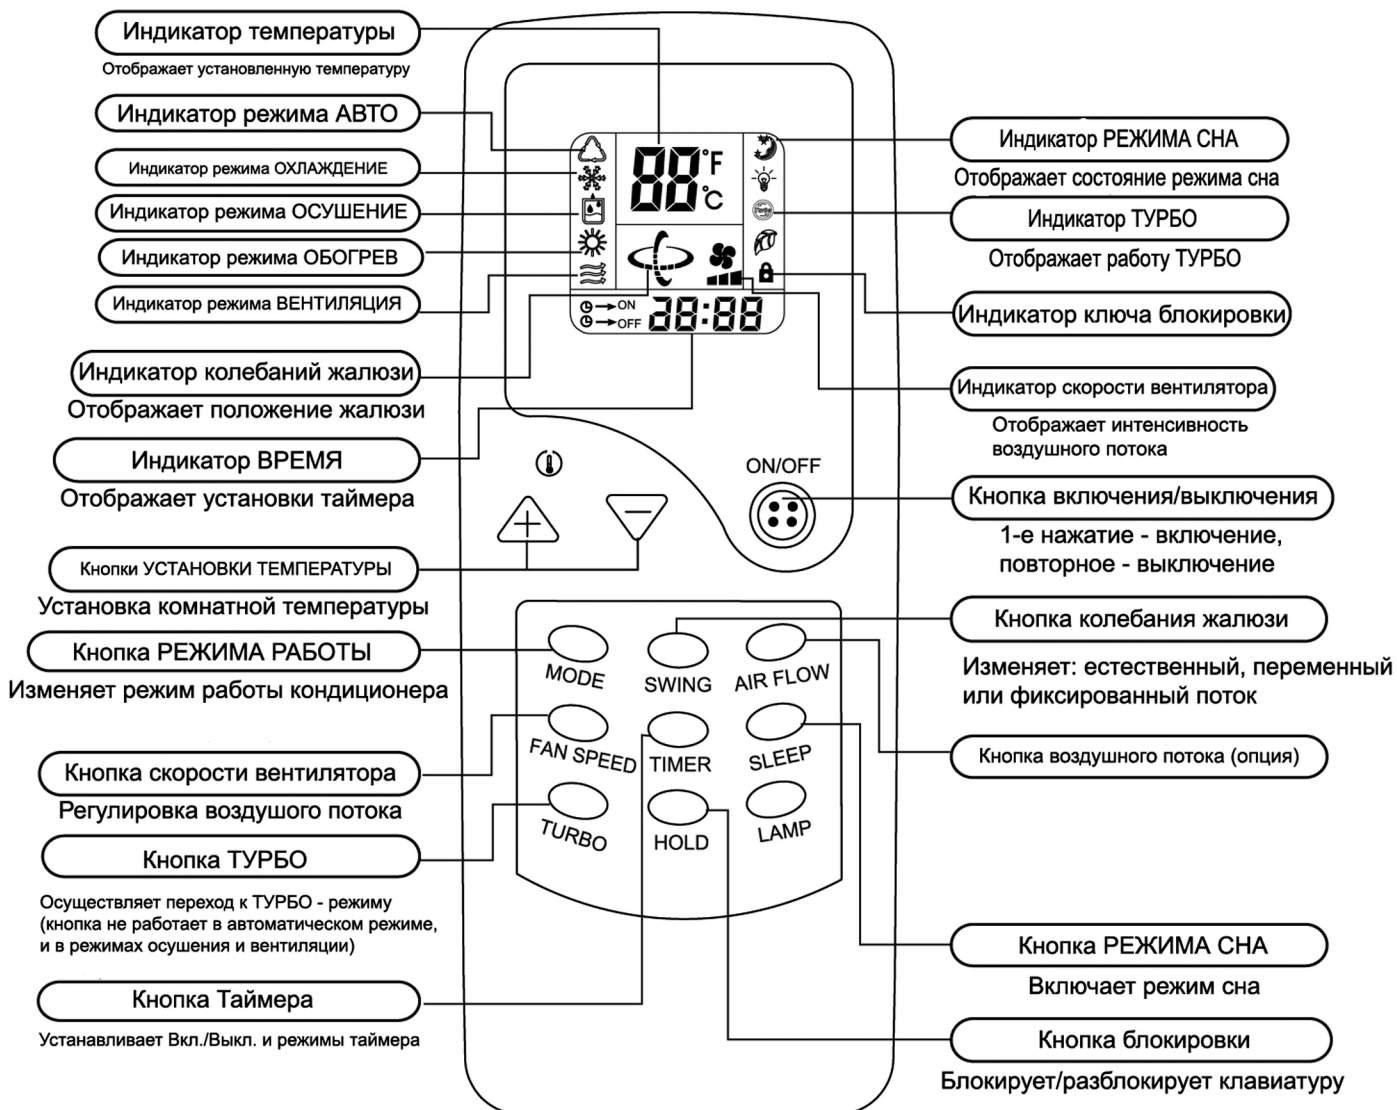 Индикатор температуры
Отображает установленную температуру
Индикатор режима АВТО
Индикатор режима ОХЛАЖДЕНИЕ
Индикатор режима ОСУШЕНИЕ
Индикатор режима ОБОГРЕВ
Индикатор режима ВЕНТИЛЯЦИЯ
Индикатор колебаний жалюзи
Отображает положение жалюзи
Индикатор ВРЕМЯ
Отображает установки таймера
Кнопки УСТАНОВКИ ТЕМПЕРАТУРЫ
Установка комнатной температуры
Кнопка РЕЖИМА РАБОТЫ
Изменяет режим работы кондиционера
Кнопка скорости вентилятора
Регулировка воздушого потока
Кнопка ТУРБО
Осуществляет переход к ТУРБО - режиму
(кнопка не работает в автоматическом режиме,
и в режимах осушения и вентиляции)
Кнопка Таймера
Устанавливает Вкл./Выкл. и режимы таймера
88 °F
°C
ON
OFF
28:88
ON/OFF
MODE SWING AIR FLOW
FAN SPEED TIMER SLEEP
TURBO HOLD LAMP
Индикатор РЕЖИМА СНА
Отображает состояние режима сна
Индикатор ТУРБО
Отображает работу ТУРБО
Индикатор ключа блокировки
Индикатор скорости вентилятора
Отображает интенсивность
воздушного потока
Кнопка включения/выключения
1-е нажатие - включение,
повторное - выключение
Кнопка колебания жалюзи
Изменяет: естественный, переменный
или фиксированный поток
Кнопка воздушного потока (опция)
Кнопка РЕЖИМА СНА
Включает режим сна
Кнопка блокировки
Блокирует/разблокирует клавиатуру